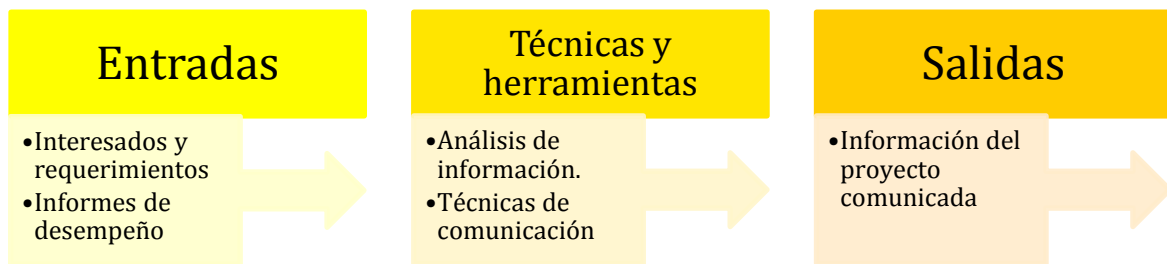 Entradas
•Interesados y
requerimientos
•Informes de
desempeño
Técnicas y
herramientas
•Análisis de
información.
•Técnicas de
comunicación
Salidas
•Información del
proyecto
comunicada